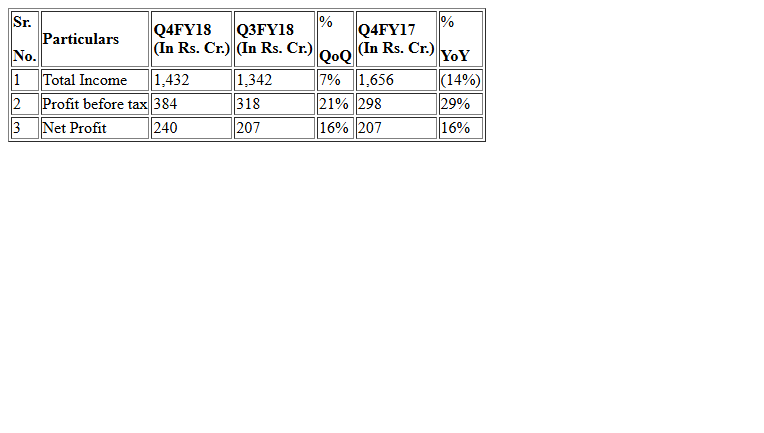 Sr. No. Particulars Q4FY18 (In Rs. Cr.) Q3FY18 (In Rs. Cr.) % QoQ Q4FY17 (In Rs. Cr.) % YoY
1 Total Income 1,432 1,342 7% 1,656 (14%)
2 Profit before tax 384 318 21% 298 29%
3 Net Profit 240 207 16% 207 16%